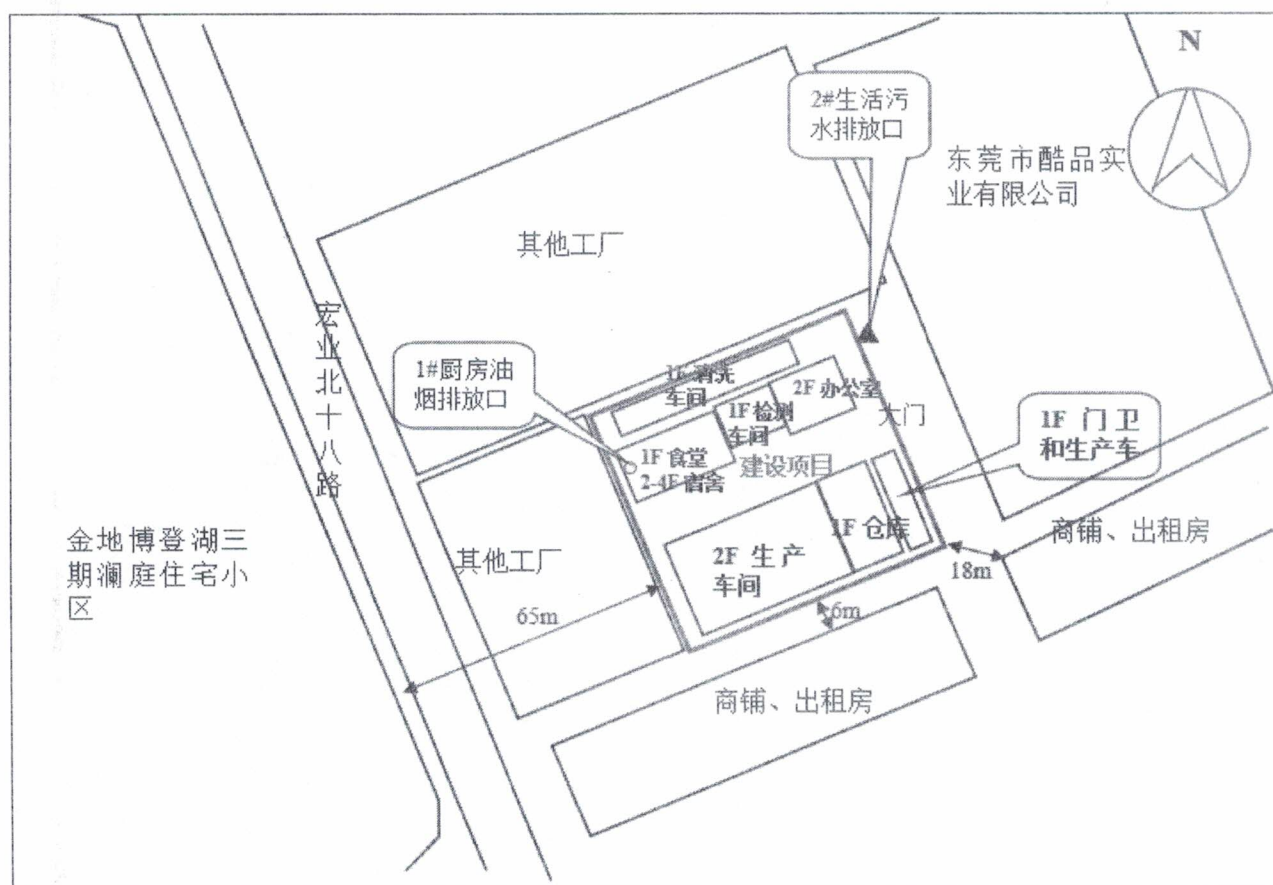 N
2#生活污
水排放口
东莞市酷品实
业有限公司
其他工厂
宏业北十八路
1#厨房油
烟排放口
1F 清洗
车间
2F 办公室
1F 检测
车间
大门
1F 门卫
和生产车
1F 食堂
2-4F 宿舍
建设项目
1F 仓库
商铺、出租房
金地博登湖三
期澜庭住宅小
区
其他工厂
2F 生产
车间
18m
65m
6m
商铺、出租房